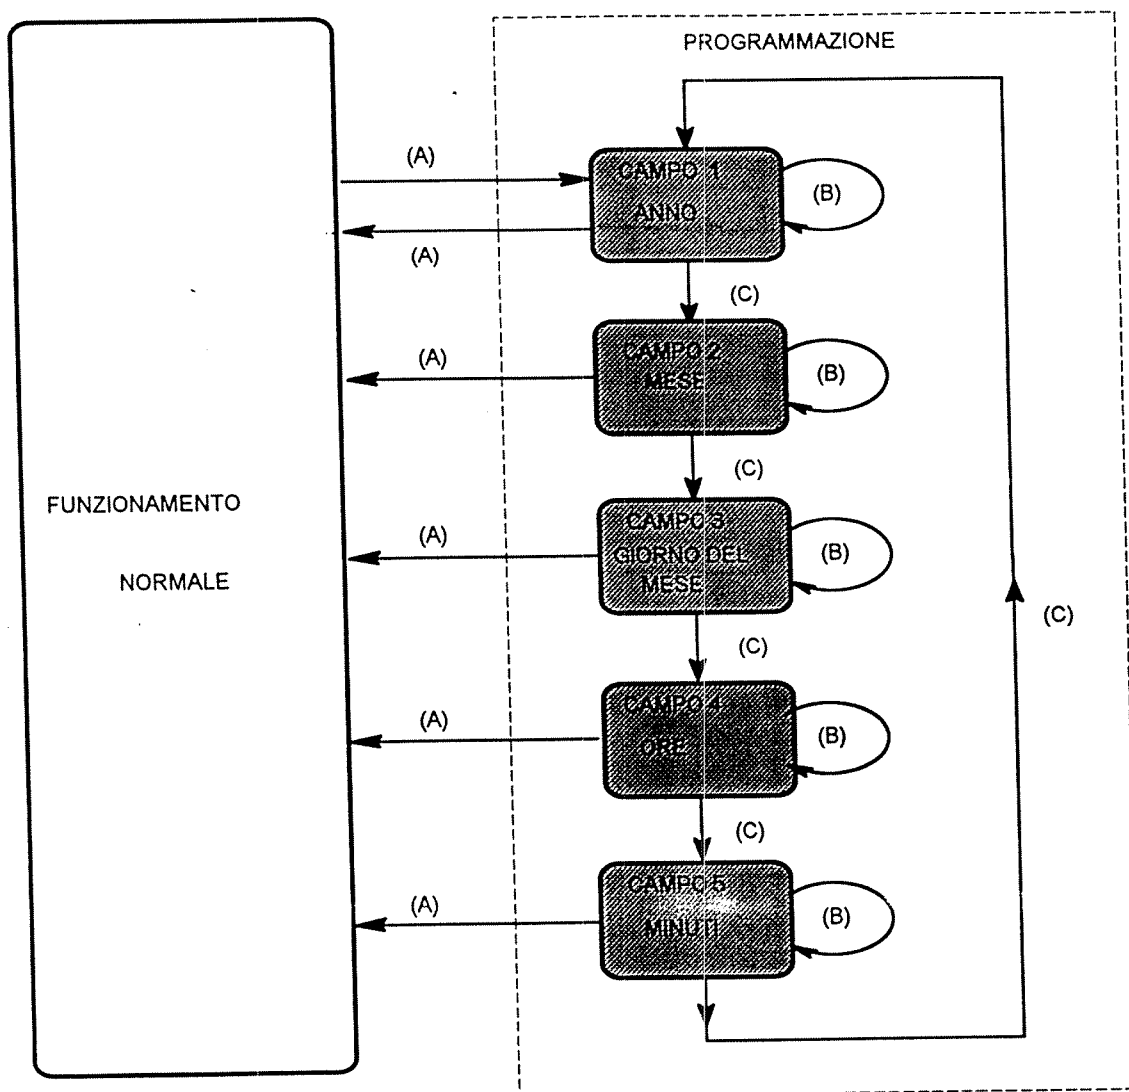 PROGRAMMAZIONE
(A)
CAMPO 1
ANNO
(B)
(A)
(C)
CAMPO 2
MESE
(A)
(B)
(C)
FUNZIONAMENTO
NORMALE
CAMPO 3
GIORNO DEL
MESE
(A)
(B)
(C)
(C)
CAMPO 4
ORE
(A)
(B)
(C)
CAMPO 5
MINUTI
(A)
(B)